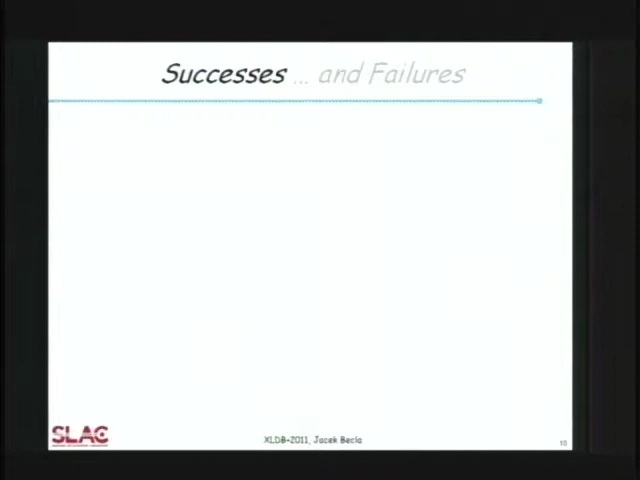 Successes ... and Failures
SLAC
XLDB-2011, Jacek Becla
10